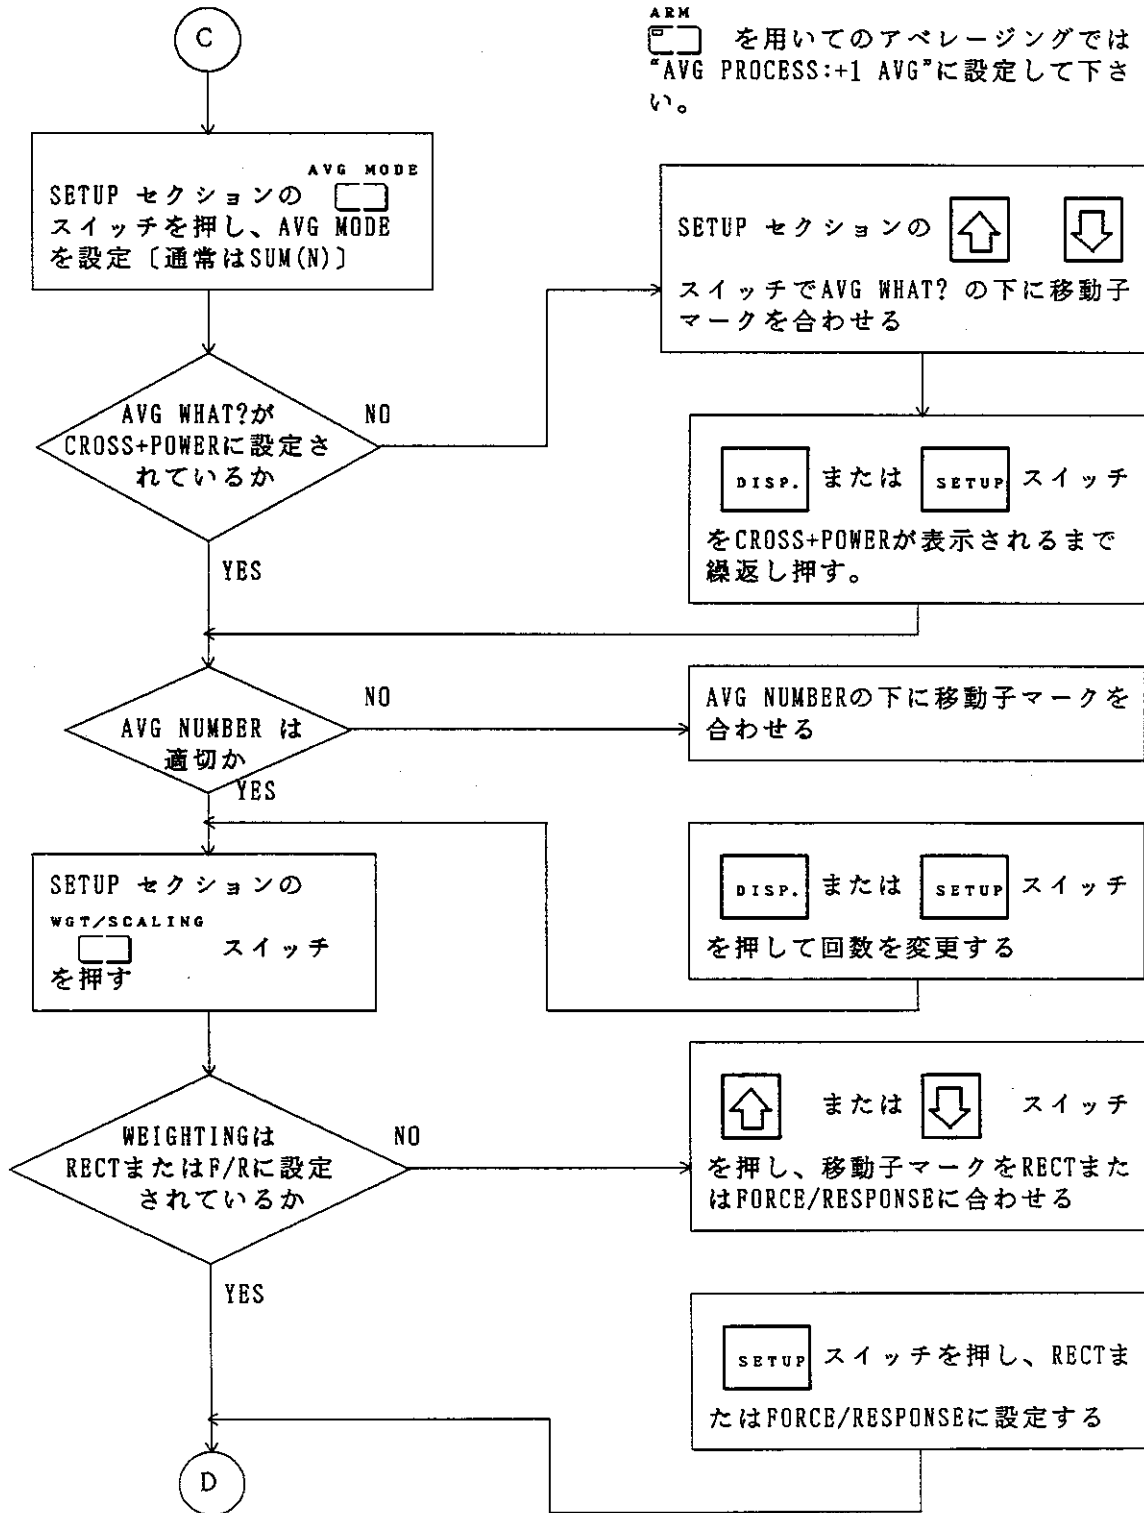 C
ARM
を用いてのアベレージングでは
"AVG PROCESS:+1 AVG"に設定して下さ
い。
AVG MODE
SETUP セクションの
スイッチを押し、AVG MODE
を設定〔通常はSUM(N)〕
SETUP セクションの
スイッチでAVG WHAT? の下に移動子
マークを合わせる
AVG WHAT?が
CROSS+POWERに設定さ
れているか
NO
YES
DISP. または SETUP スイッチ
をCROSS+POWERが表示されるまで
繰返し押す。
AVG NUMBER は
適切か
NO
YES
AVG NUMBERの下に移動子マークを
合わせる
DISP. または SETUP スイッチ
を押して回数を変更する
SETUP セクションの
WGT/SCALING
スイッチ
を押す
WEIGHTINGは
RECTまたはF/Rに設定
されているか
NO
YES
または スイッチ
を押し、移動子マークをRECTまた
はFORCE/RESPONSEに合わせる
SETUP スイッチを押し、RECTま
たはFORCE/RESPONSEに設定する
D